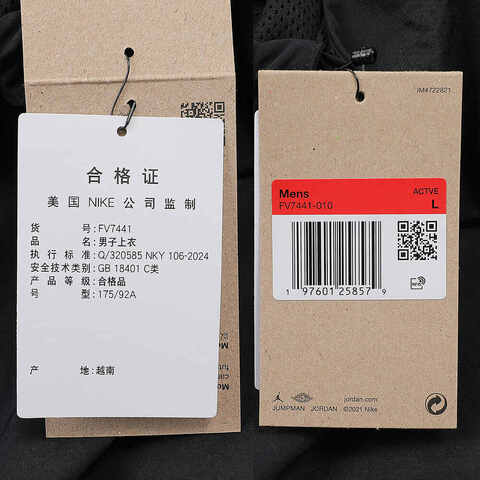 合格证
美国 NIKE 公司监制
货 号:FV7441
品 名:男子上衣
执行标准:Q/320585 NKY 106-2024
安全技术类别:GB 18401 C类
产品等级:合格品
号 型:175/92A
产 地:越南
IM4722821
Mens
ACTVE
FV7441-010
L
1 97601 25857 9
JUMPMAN JORDAN
jordan.com
©2021 Nike